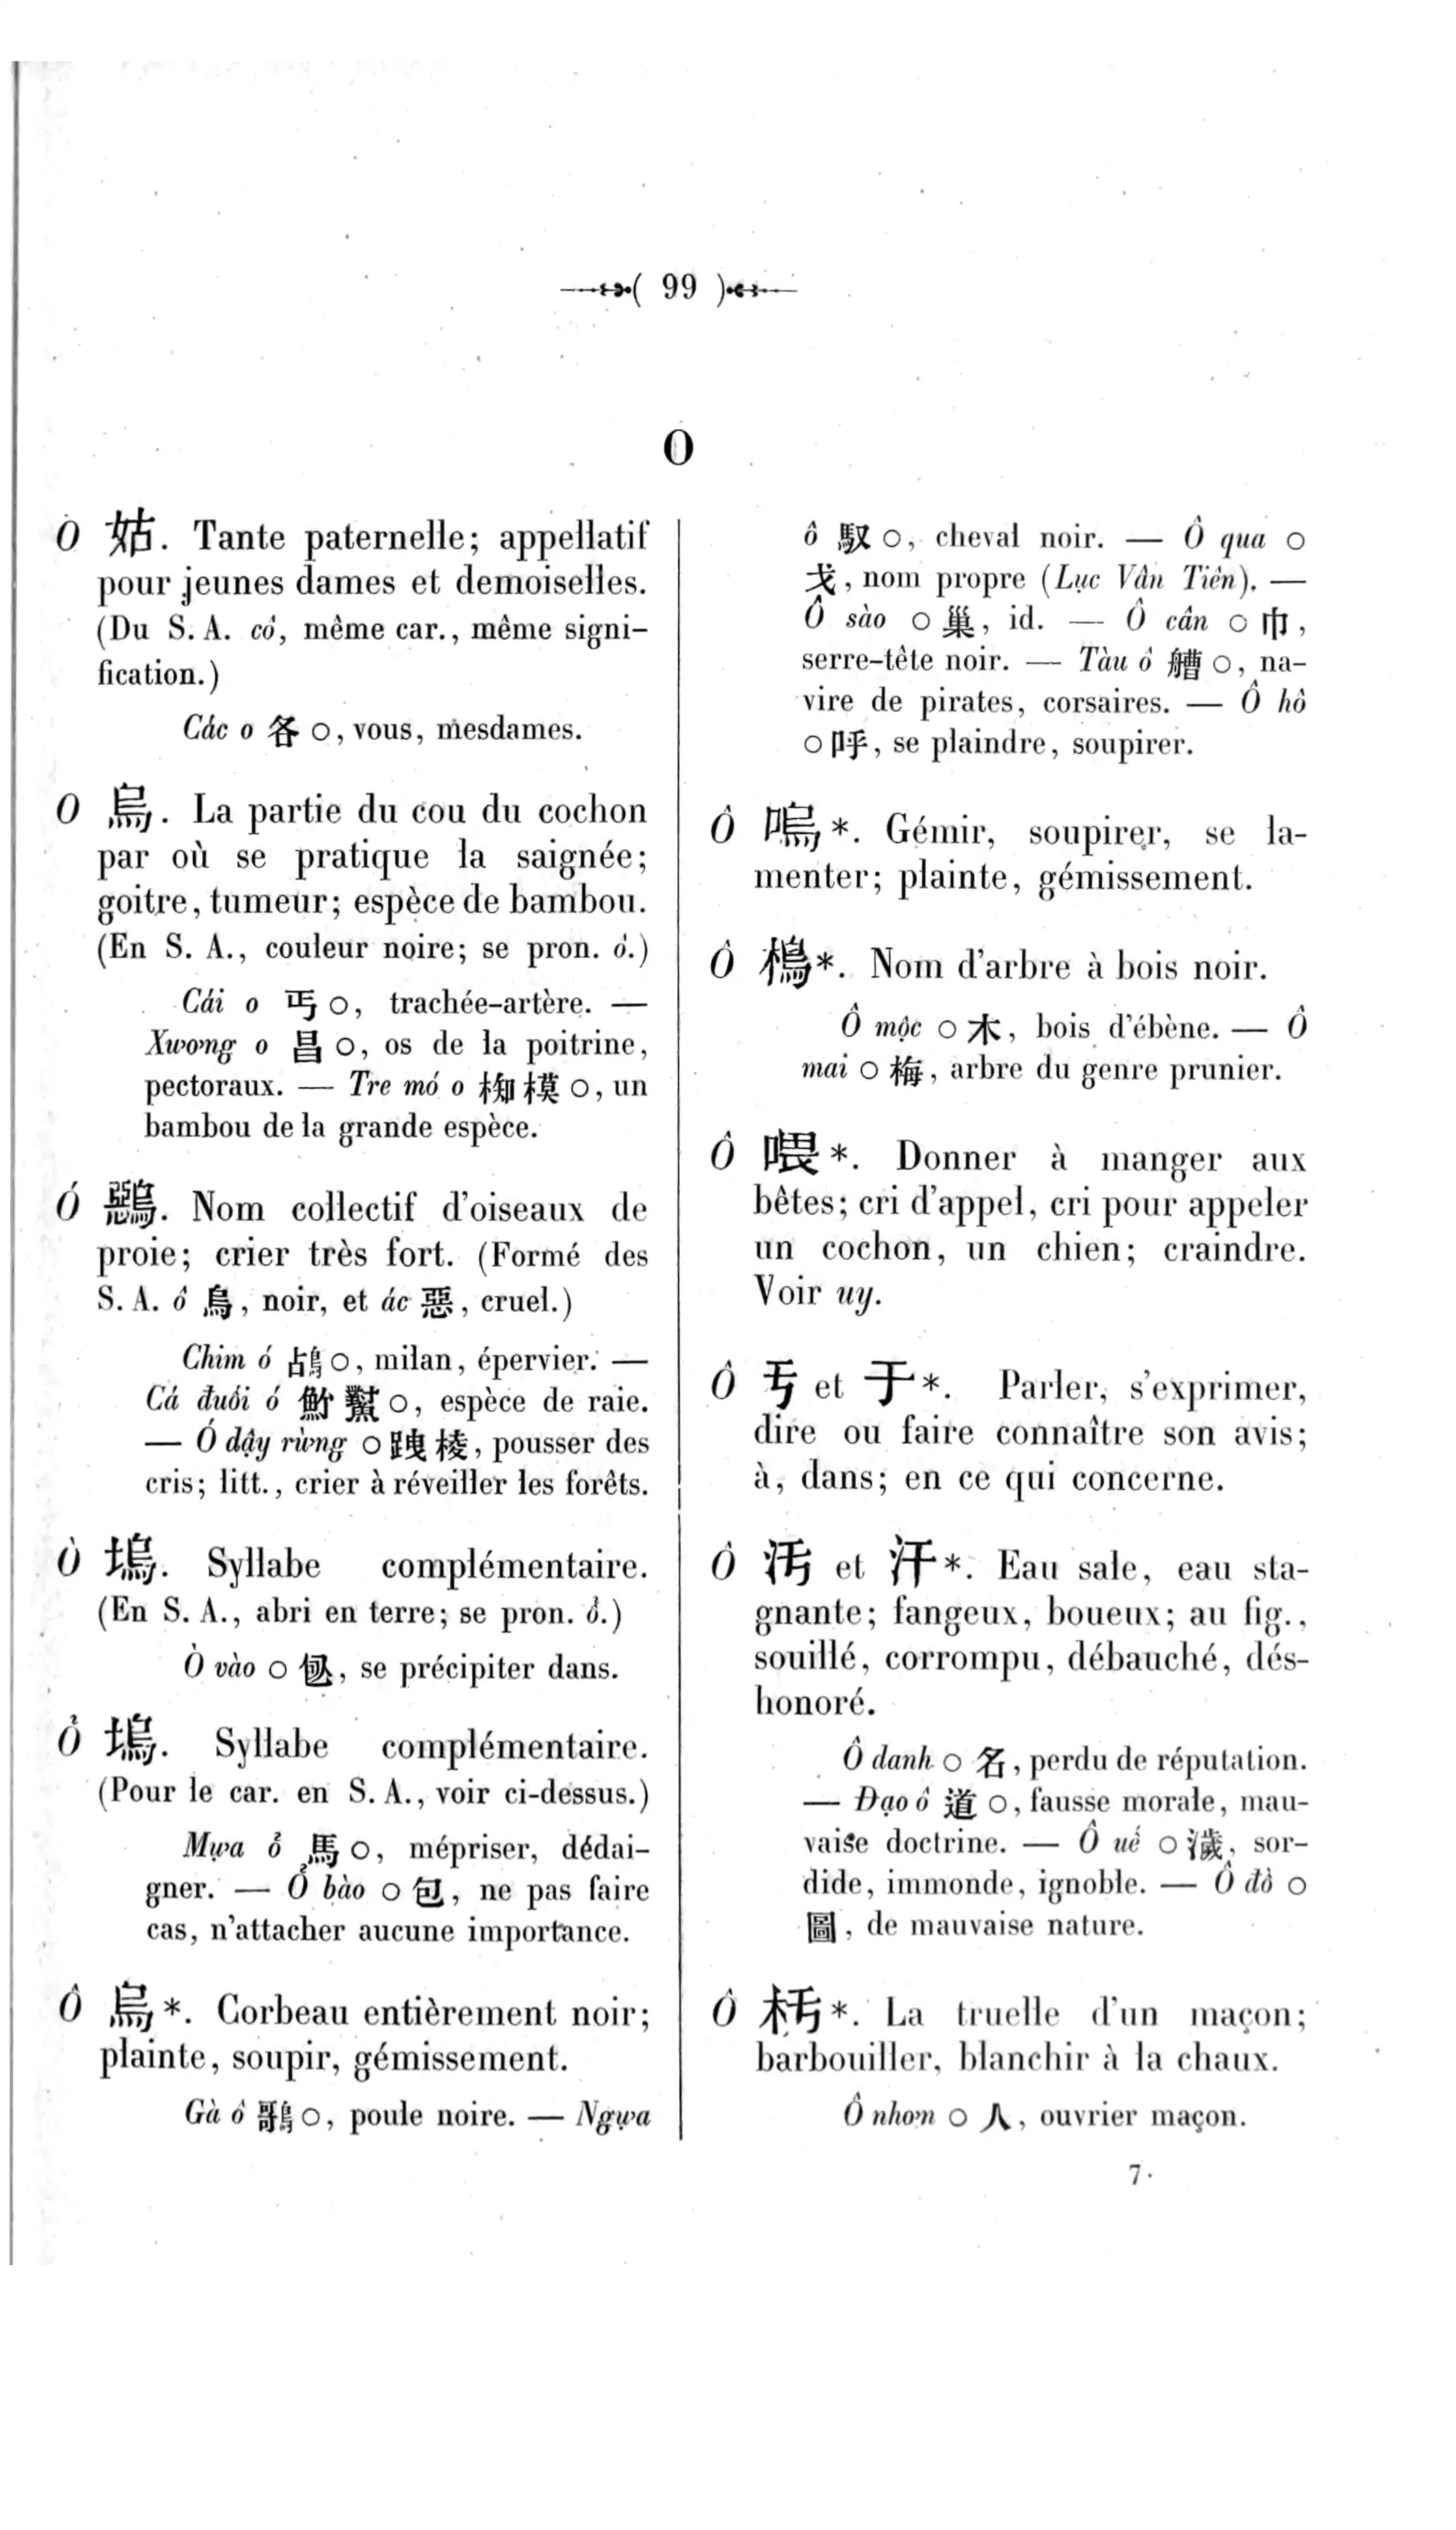 ( 99 )
O
O 姑. Tante paternelle; appellatif
pour jeunes dames et demoiselles.
(Du S. A. cô, même car., même signi-
fication.)
Các o 各 ○, vous, mesdames.
O 烏. La partie du cou du cochon
par où se pratique la saignée;
goitre, tumeur; espèce de bambou.
(En S. A., couleur noire; se pron. ô.)
Cái o 丐 ○, trachée-artère. —
Xương o 昌 ○, os de la poitrine,
pectoraux. — Tre mó o 椥 模 ○, un
bambou de la grande espèce.
Ó 鷃. Nom collectif d'oiseaux de
proie; crier très fort. (Formé des
S. A. ô 烏, noir, et ác 惡, cruel.)
Chim ó 鴣 ○, milan, épervier. —
Cá đuôi ó ○, espèce de raie.
— Ó dậy rừng ○ 跩 棱, pousser des
cris; litt., crier à réveiller les forêts.
Ò 塢. Syllabe complémentaire.
(En S. A., abri en terre; se pron. ổ.)
Ò vào ○, se précipiter dans.
Ỏ 塢. Syllabe complémentaire.
(Pour le car. en S. A., voir ci-dessus.)
Mựa ỏ 馬 ○, mépriser, dédai-
gner. — Ỏ bào ○ 包, ne pas faire
cas, n'attacher aucune importance.
Ô 烏 *. Corbeau entièrement noir;
plainte, soupir, gémissement.
Gà ô ○, poule noire. — Ngựa
ô 馭 ○, cheval noir. — Ô qua ○
戈, nom propre (Lục Vân Tiên). —
Ô sào ○ 巢, id. — Ô cân ○ 巾,
serre-tête noir. — Tàu ô 艚 ○, na-
vire de pirates, corsaires. — Ô hô
○ 呼, se plaindre, soupirer.
Ô 嗚 *. Gémir, soupirer, se la-
menter; plainte, gémissement.
Ô 樢 *. Nom d'arbre à bois noir.
Ô mộc ○ 木, bois d'ébène. — Ô
mai ○ 梅, arbre du genre prunier.
Ô 喂 *. Donner à manger aux
bêtes; cri d'appel, cri pour appeler
un cochon, un chien; craindre.
Voir uy.
Ô 亐 et 于 *. Parler, s'exprimer,
dire ou faire connaître son avis;
à, dans; en ce qui concerne.
Ô 汚 et 汗 *. Eau sale, eau sta-
gnante; fangeux, boueux; au fig.,
souillé, corrompu, débauché, dés-
honoré.
Ô danh ○ 名, perdu de réputation.
— Đạo ô 道 ○, fausse morale, mau-
vaise doctrine. — Ô uế ○ 濊, sor-
dide, immonde, ignoble. — Ô đồ ○
圖, de mauvaise nature.
Ô 杇 *. La truelle d'un maçon;
barbouiller, blanchir à la chaux.
Ô nhơn ○ 人, ouvrier maçon.
7.